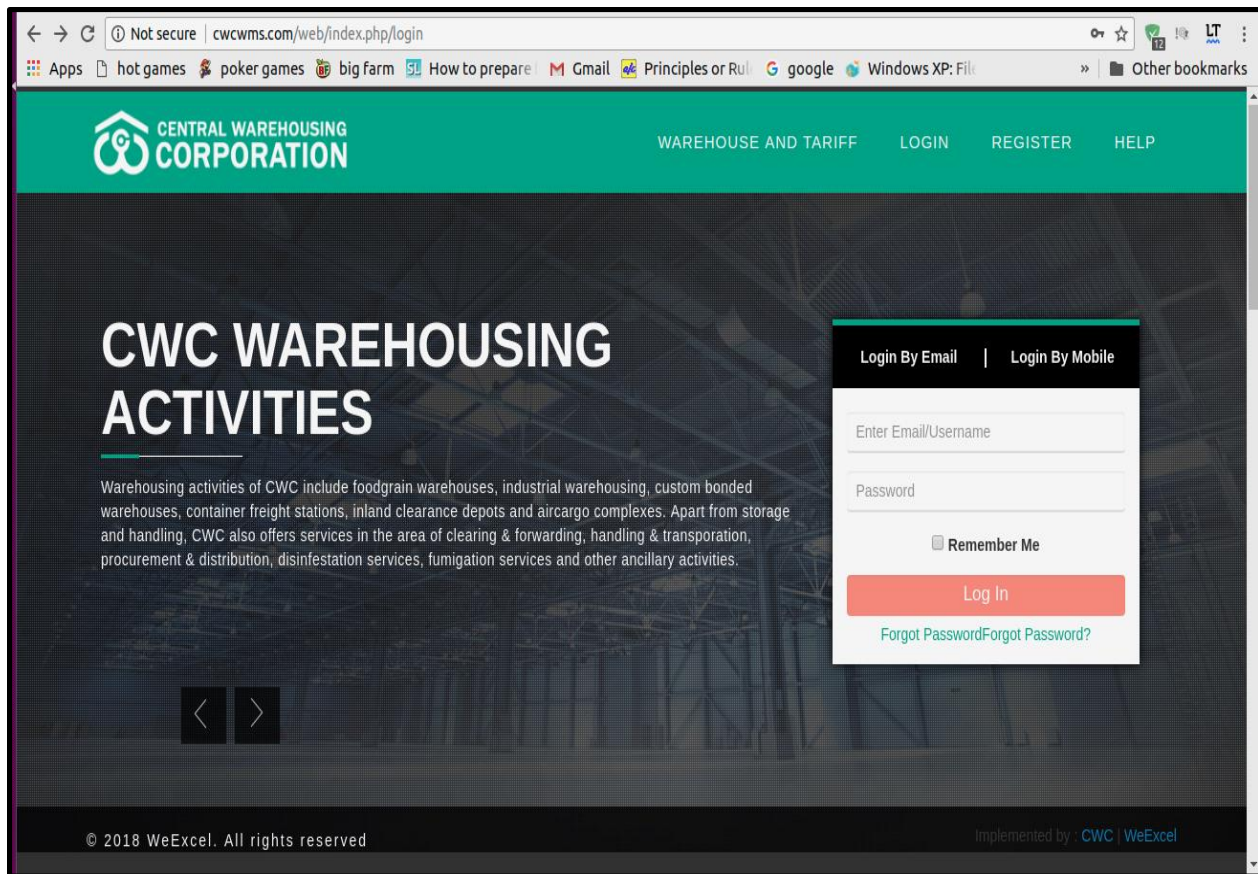 Not secure | cwcwms.com/web/index.php/login
12 LT
Apps hot games poker games big farm SL How to prepare M Gmail Principles or Rul G google Windows XP: Fil » Other bookmarks
CENTRAL WAREHOUSING
CORPORATION
WAREHOUSE AND TARIFF LOGIN REGISTER HELP
CWC WAREHOUSING
ACTIVITIES
Warehousing activities of CWC include foodgrain warehouses, industrial warehousing, custom bonded
warehouses, container freight stations, inland clearance depots and aircargo complexes. Apart from storage
and handling, CWC also offers services in the area of clearing & forwarding, handling & transporation,
procurement & distribution, disinfestation services, fumigation services and other ancillary activities.
Login By Email | Login By Mobile
Enter Email/Username
Password
Remember Me
Log In
Forgot PasswordForgot Password?
© 2018 WeExcel. All rights reserved
Implemented by : CWC | WeExcel